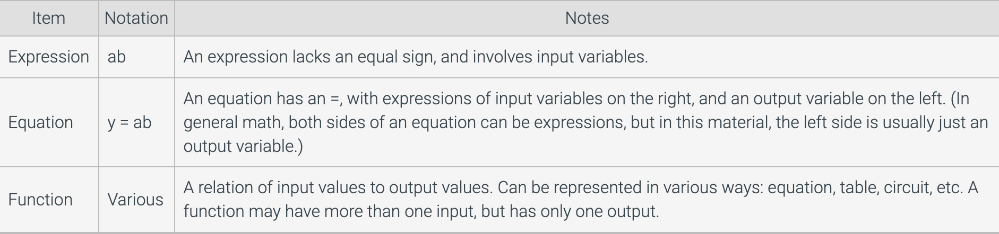 Item Notation Notes
Expression ab An expression lacks an equal sign, and involves input variables.
An equation has an =, with expressions of input variables on the right, and an output variable on the left. (In
Equation y = ab general math, both sides of an equation can be expressions, but in this material, the left side is usually just an
output variable.)
Function Various A relation of input values to output values. Can be represented in various ways: equation, table, circuit, etc. A
function may have more than one input, but has only one output.